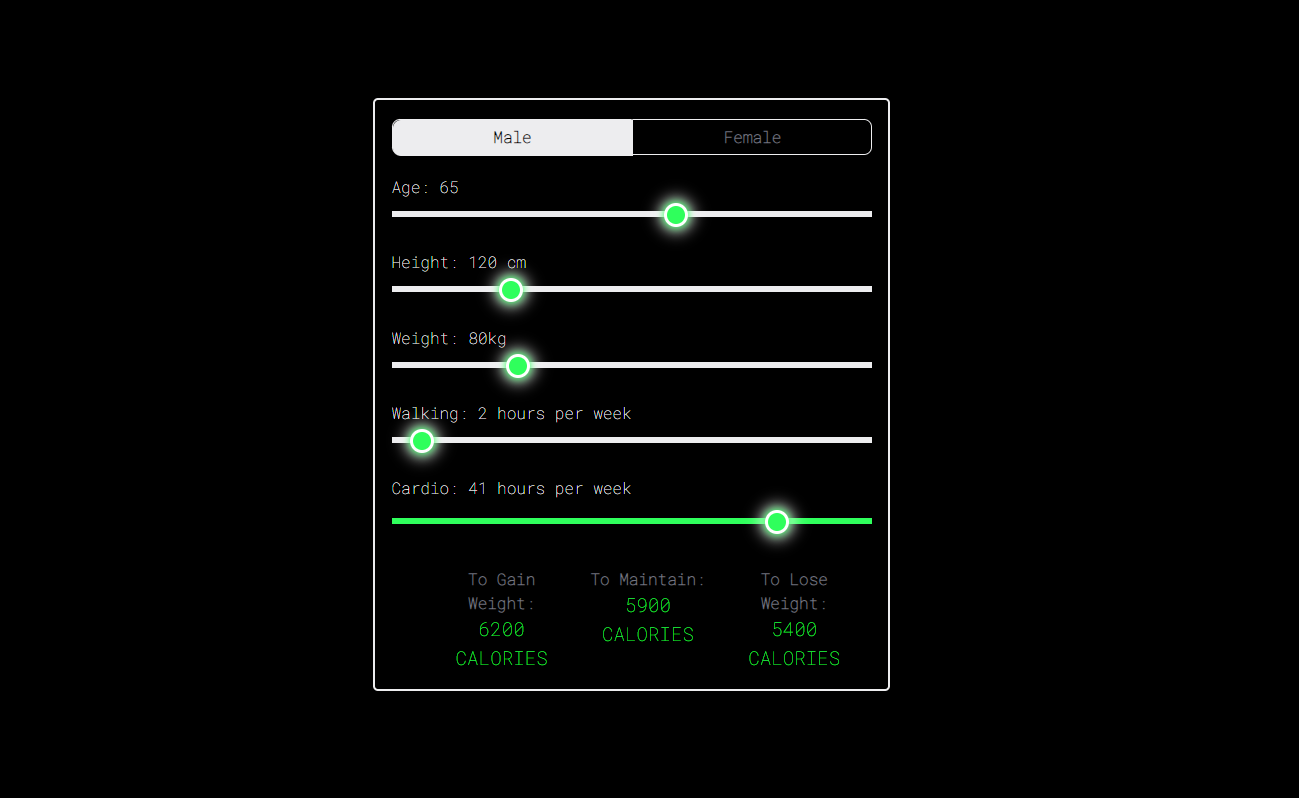 Male Female
Age: 65
Height: 120 cm
Weight: 80kg
Walking: 2 hours per week
Cardio: 41 hours per week
To Gain
Weight:
6200
CALORIES
To Maintain:
5900
CALORIES
To Lose
Weight:
5400
CALORIES